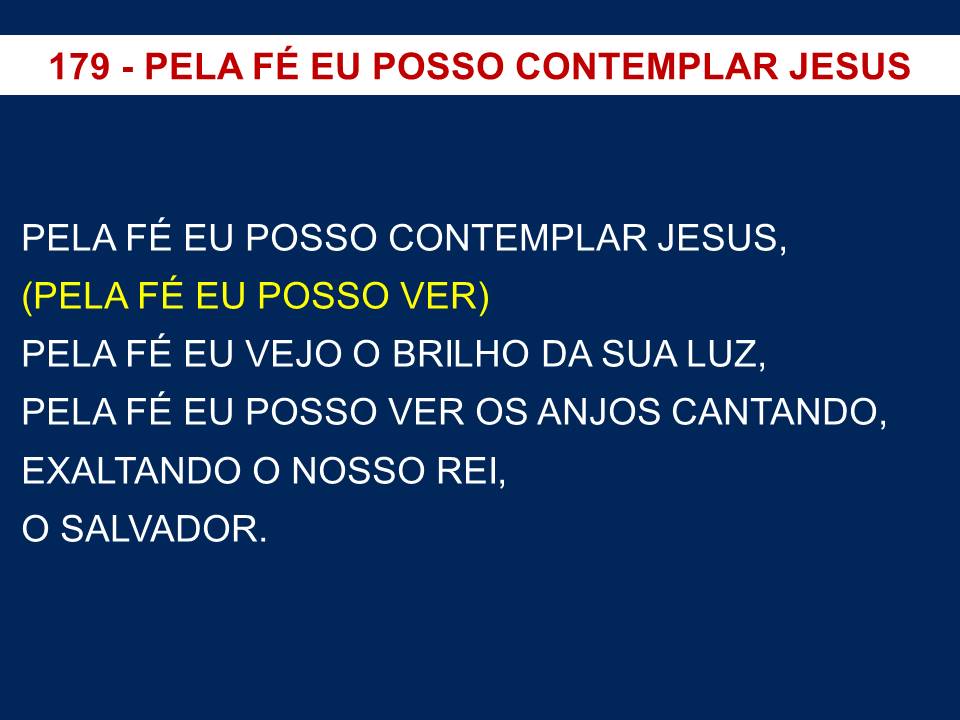 179 - PELA FÉ EU POSSO CONTEMPLAR JESUS
PELA FÉ EU POSSO CONTEMPLAR JESUS,
(PELA FÉ EU POSSO VER)
PELA FÉ EU VEJO O BRILHO DA SUA LUZ,
PELA FÉ EU POSSO VER OS ANJOS CANTANDO,
EXALTANDO O NOSSO REI,
O SALVADOR.